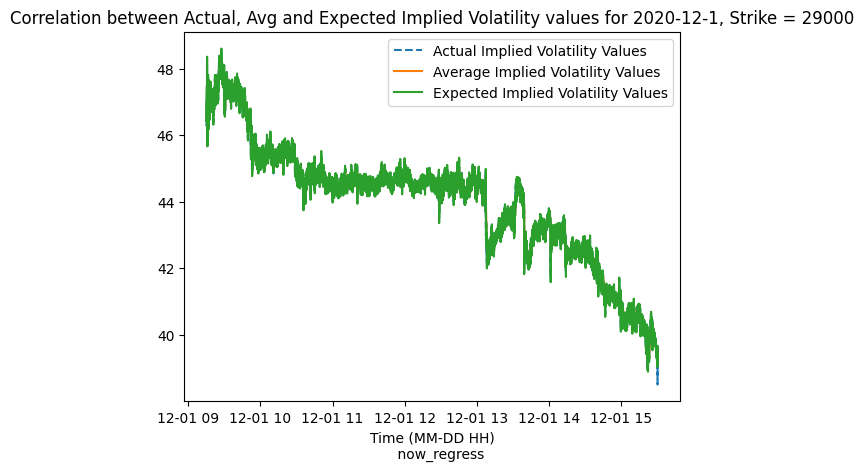 Correlation between Actual, Avg and Expected Implied Volatility values for 2020-12-1, Strike = 29000
Actual Implied Volatility Values
Average Implied Volatility Values
Expected Implied Volatility Values
48
46
44
42
40
12-01 09 12-01 10 12-01 11 12-01 12 12-01 13 12-01 14 12-01 15
Time (MM-DD HH)
now_regress